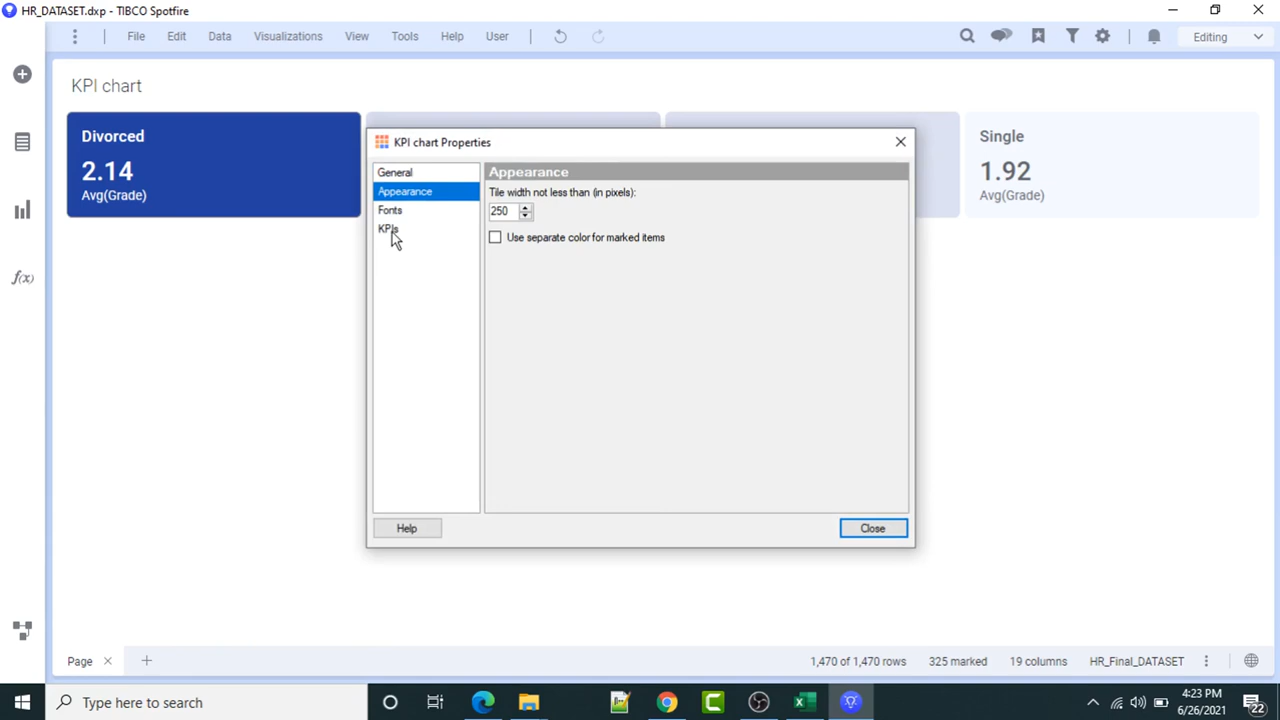 HR_DATASET.dxp - TIBCO Spotfire
File Edit Data Visualizations View Tools Help User Editing
KPI chart
Divorced
2.14
Avg(Grade)
Single
1.92
Avg(Grade)
KPI chart Properties
General
Appearance
Fonts
KPIs
Appearance
Tile width not less than (in pixels):
250
Use separate color for marked items
Help
Close
f(x)
Page
1,470 of 1,470 rows 325 marked 19 columns HR_Final_DATASET
Type here to search
4:23 PM
6/26/2021
22